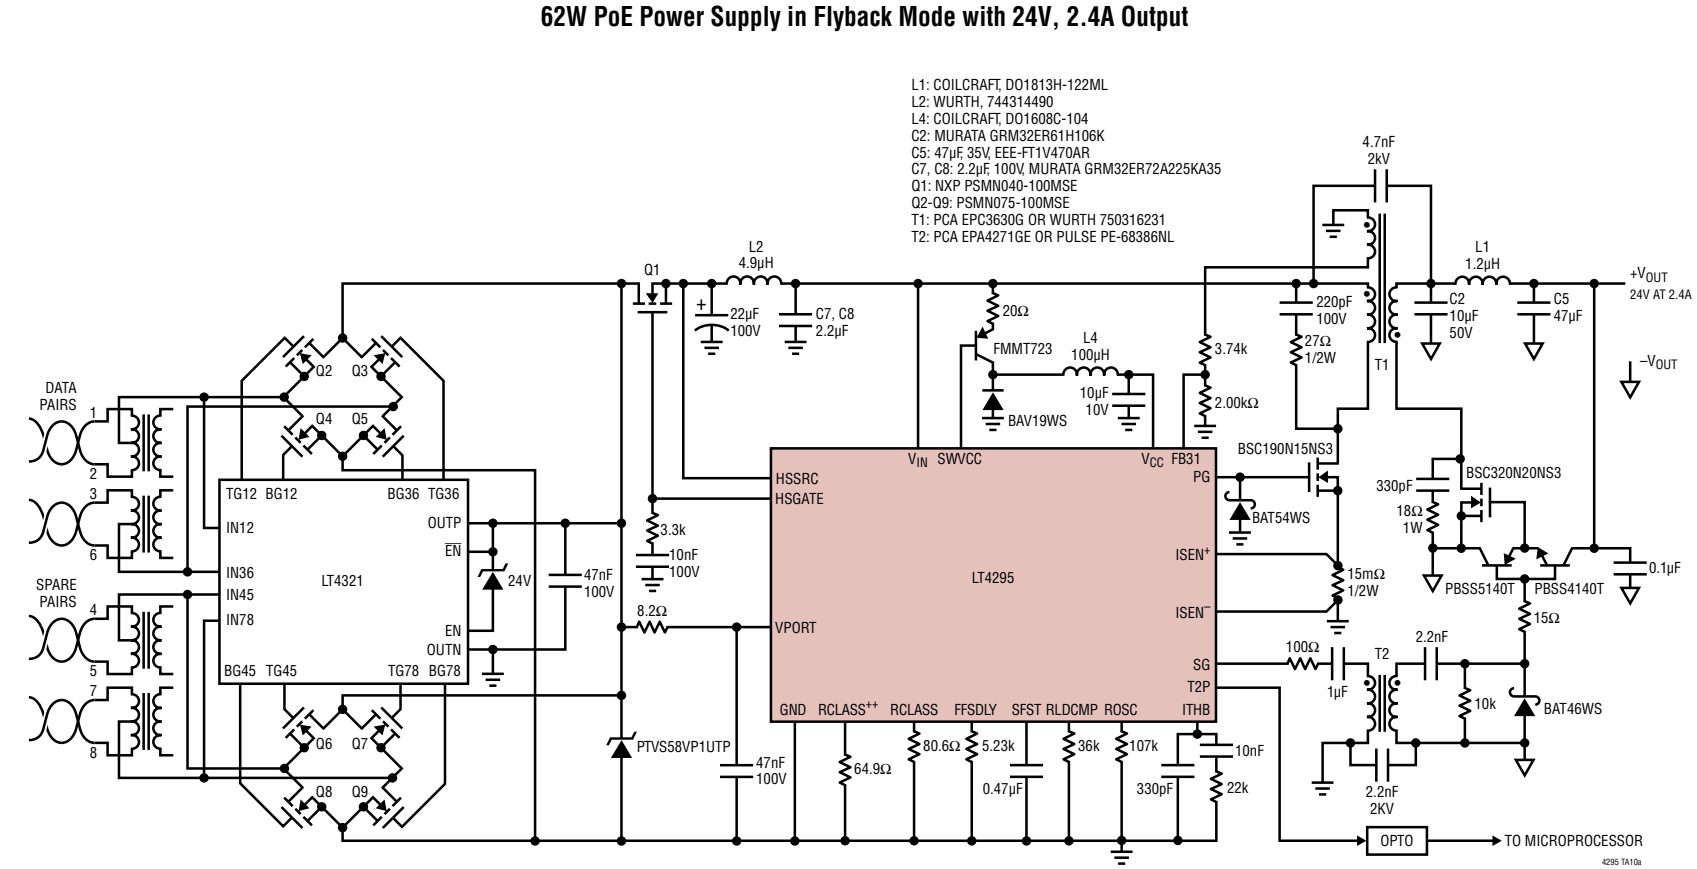 62W PoE Power Supply in Flyback Mode with 24V, 2.4A Output
L1: COILCRAFT, DO1813H-122ML
L2: WURTH, 744314490
L4: COILCRAFT, DO1608C-104
C2: MURATA GRM32ER61H106K
C5: 47µF, 35V, EEE-FT1V470AR
C7, C8: 2.2µF, 100V, MURATA GRM32ER72A225KA35
Q1: NXP PSMN040-100MSE
Q2-Q9: PSMN075-100MSE
T1: PCA EPC3630G OR WURTH 750316231
T2: PCA EPA4271GE OR PULSE PE-68386NL
4.7nF
2kV
Q1
L2
4.9µH
+
22µF
100V
C7, C8
2.2µF
20Ω
FMMT723
L4
100µH
10µF
10V
BAV19WS
3.74k
2.00kΩ
220pF
100V
27Ω
1/2W
T1
C2
10µF
50V
L1
1.2µH
C5
47µF
+VOUT
24V AT 2.4A
–VOUT
DATA
PAIRS
1
2
3
6
SPARE
PAIRS
4
5
7
8
Q2
Q3
Q4
Q5
TG12
BG12
BG36
TG36
IN12
IN36
IN45
IN78
LT4321
OUTP
EN
EN
OUTN
BG45
TG45
TG78
BG78
Q6
Q7
Q8
Q9
24V
47nF
100V
3.3k
10nF
100V
8.2Ω
PTVS58VP1UTP
47nF
100V
VIN
SWVCC
VCC
FB31
HSSRC
HSGATE
VPORT
LT4295
PG
ISEN+
ISEN–
SG
T2P
GND
RCLASS++
RCLASS
FFSDLY
SFST
RLDCMP
ROSC
ITHB
64.9Ω
80.6Ω
5.23k
0.47µF
36k
107k
330pF
10nF
22k
BSC190N15NS3
BAT54WS
15mΩ
1/2W
BSC320N20NS3
330pF
18Ω
1W
PBSS5140T
PBSS4140T
0.1µF
15Ω
100Ω
1µF
T2
2.2nF
10k
BAT46WS
2.2nF
2KV
OPTO
TO MICROPROCESSOR
4295 TA10a